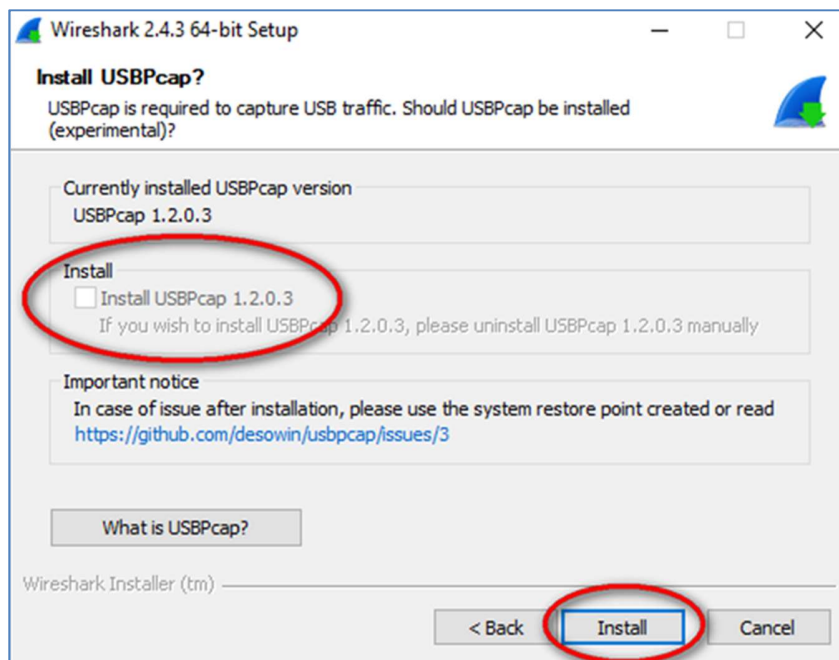 Wireshark 2.4.3 64-bit Setup
Install USBPcap?
USBPcap is required to capture USB traffic. Should USBPcap be installed
(experimental)?
Currently installed USBPcap version
USBPcap 1.2.0.3
Install
Install USBPcap 1.2.0.3
If you wish to install USBPcap 1.2.0.3, please uninstall USBPcap 1.2.0.3 manually
Important notice
In case of issue after installation, please use the system restore point created or read
https://github.com/desowin/usbpcap/issues/3
What is USBPcap?
Wireshark Installer (tm)
< Back Install Cancel